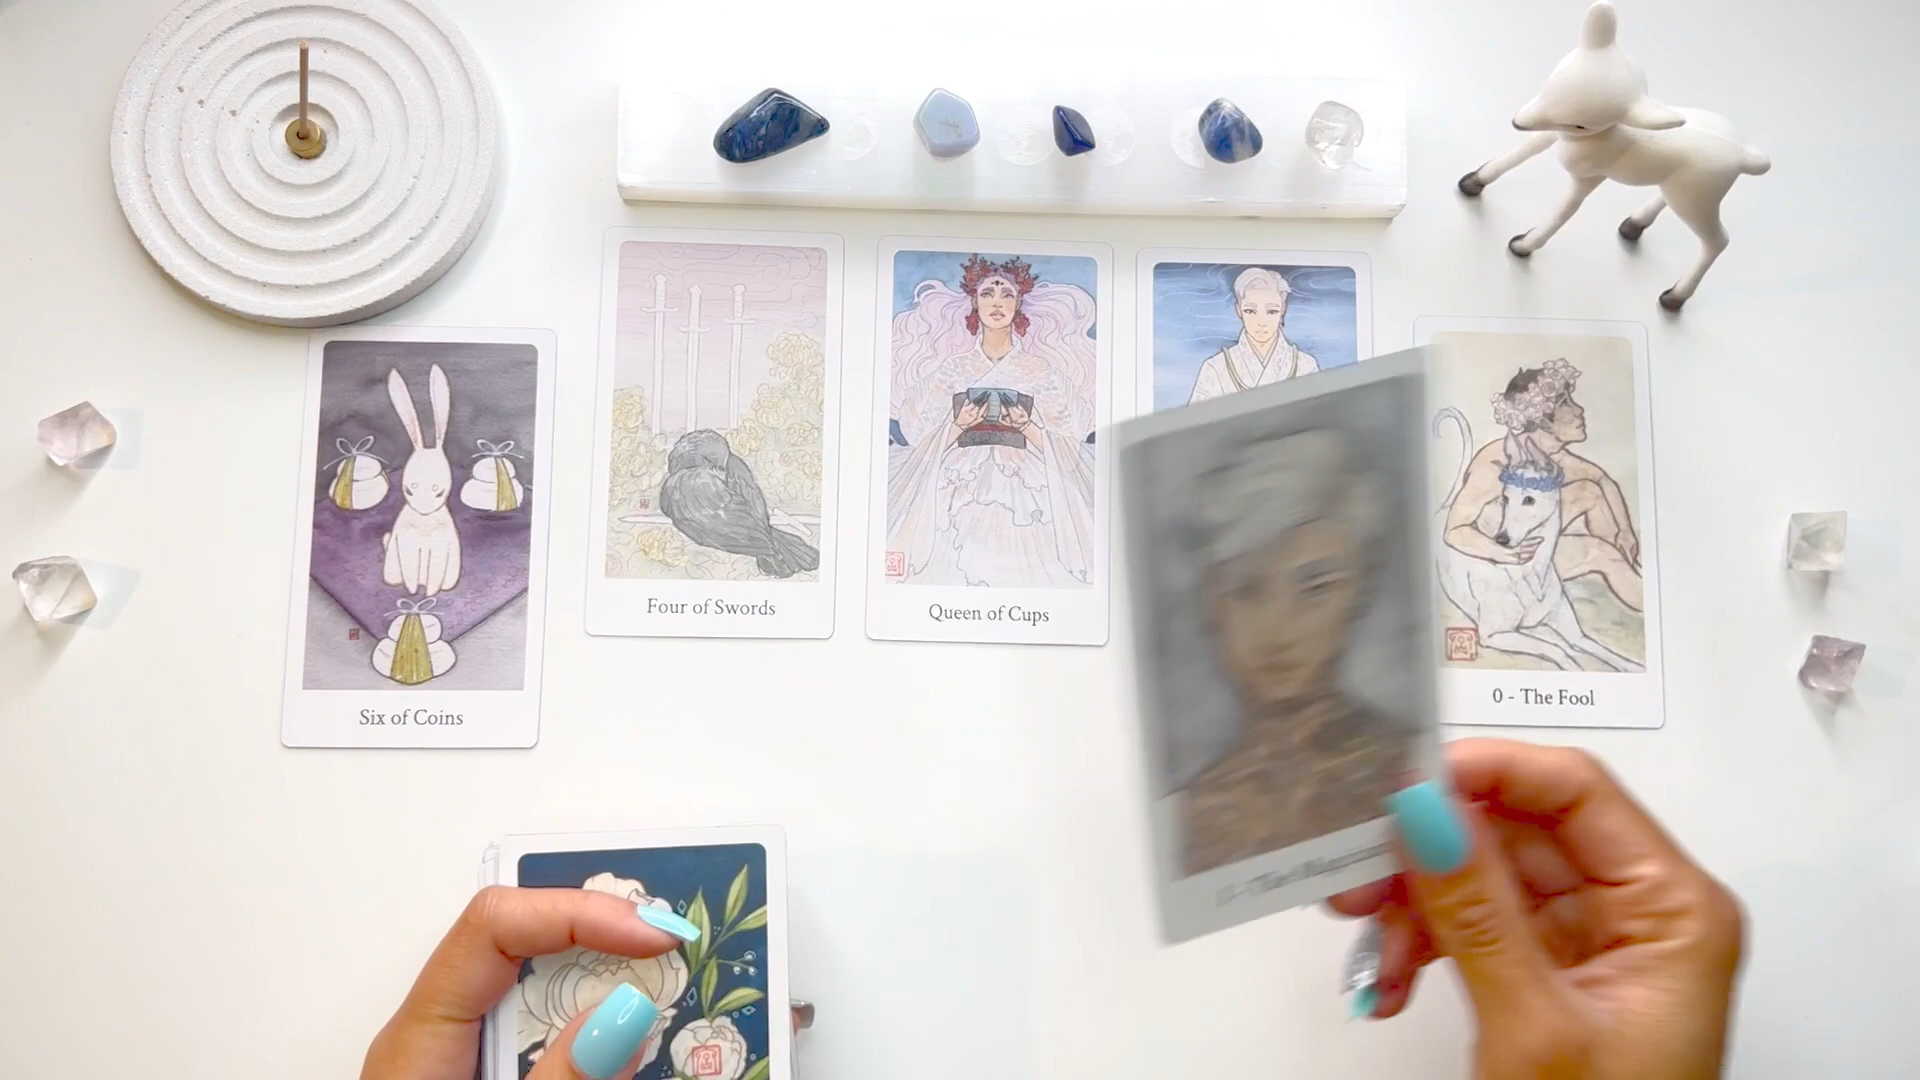 Six of Coins
Four of Swords
Queen of Cups
0 - The Fool